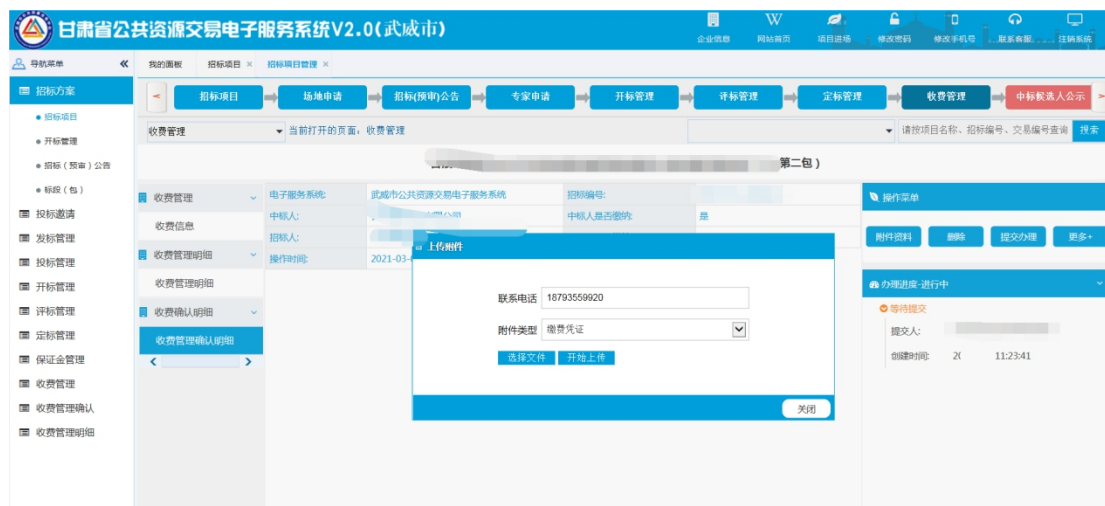 甘肃省公共资源交易电子服务系统V2.0(武威市)
企业信息 网站首页 项目进场 修改密码 修改手机号 联系客服 注销系统
导航菜单
我的面板 招标项目 × 招标项目管理 ×
招标方案
招标项目
开标管理
招标（预审）公告
标段（包）
投标邀请
发标管理
投标管理
开标管理
评标管理
定标管理
保证金管理
收费管理
收费管理确认
收费管理明细
招标项目 场地申请 招标(预审)公告 专家申请 开标管理 评标管理 定标管理 收费管理 中标候选人公示
收费管理 当前打开的页面，收费管理
请按项目名称、招标编号、交易编号查询 搜索
第二包）
收费管理
收费信息
收费管理明细
收费管理明细
收费确认明细
收费管理确认明细
电子服务系统: 武威市公共资源交易电子服务系统 招标编号:
中标人: 中标人是否缴纳: 是
招标人:
操作时间: 2021-03-
上传附件
联系电话 18793559920
附件类型 缴费凭证
选择文件 开始上传
关闭
操作菜单
附件资料 删除 提交办理 更多+
办理进度-进行中
等待提交
提交人:
创建时间: 2( 11:23:41